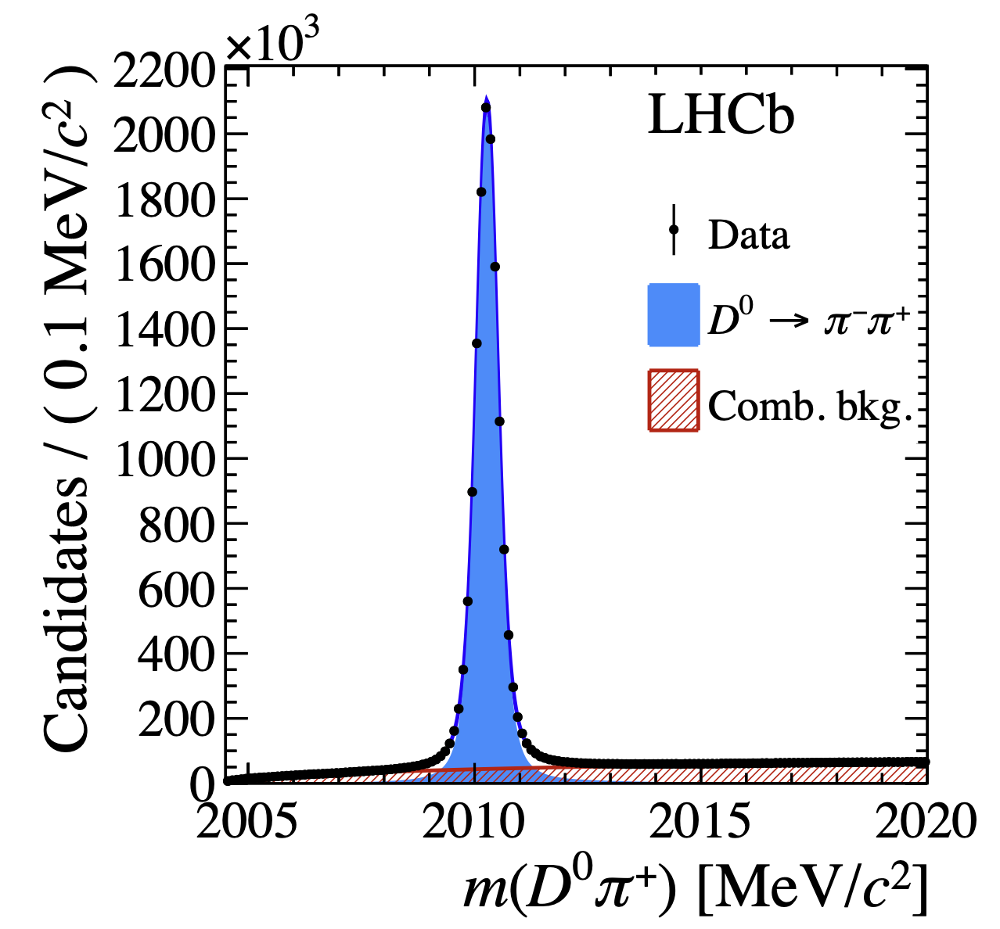 ×10³
Candidates / ( 0.1 MeV/c² )
2200
2000
1800
1600
1400
1200
1000
800
600
400
200
0
LHCb
Data
D⁰ → π⁻π⁺
Comb. bkg.
2005 2010 2015 2020
m(D⁰π⁺) [MeV/c²]